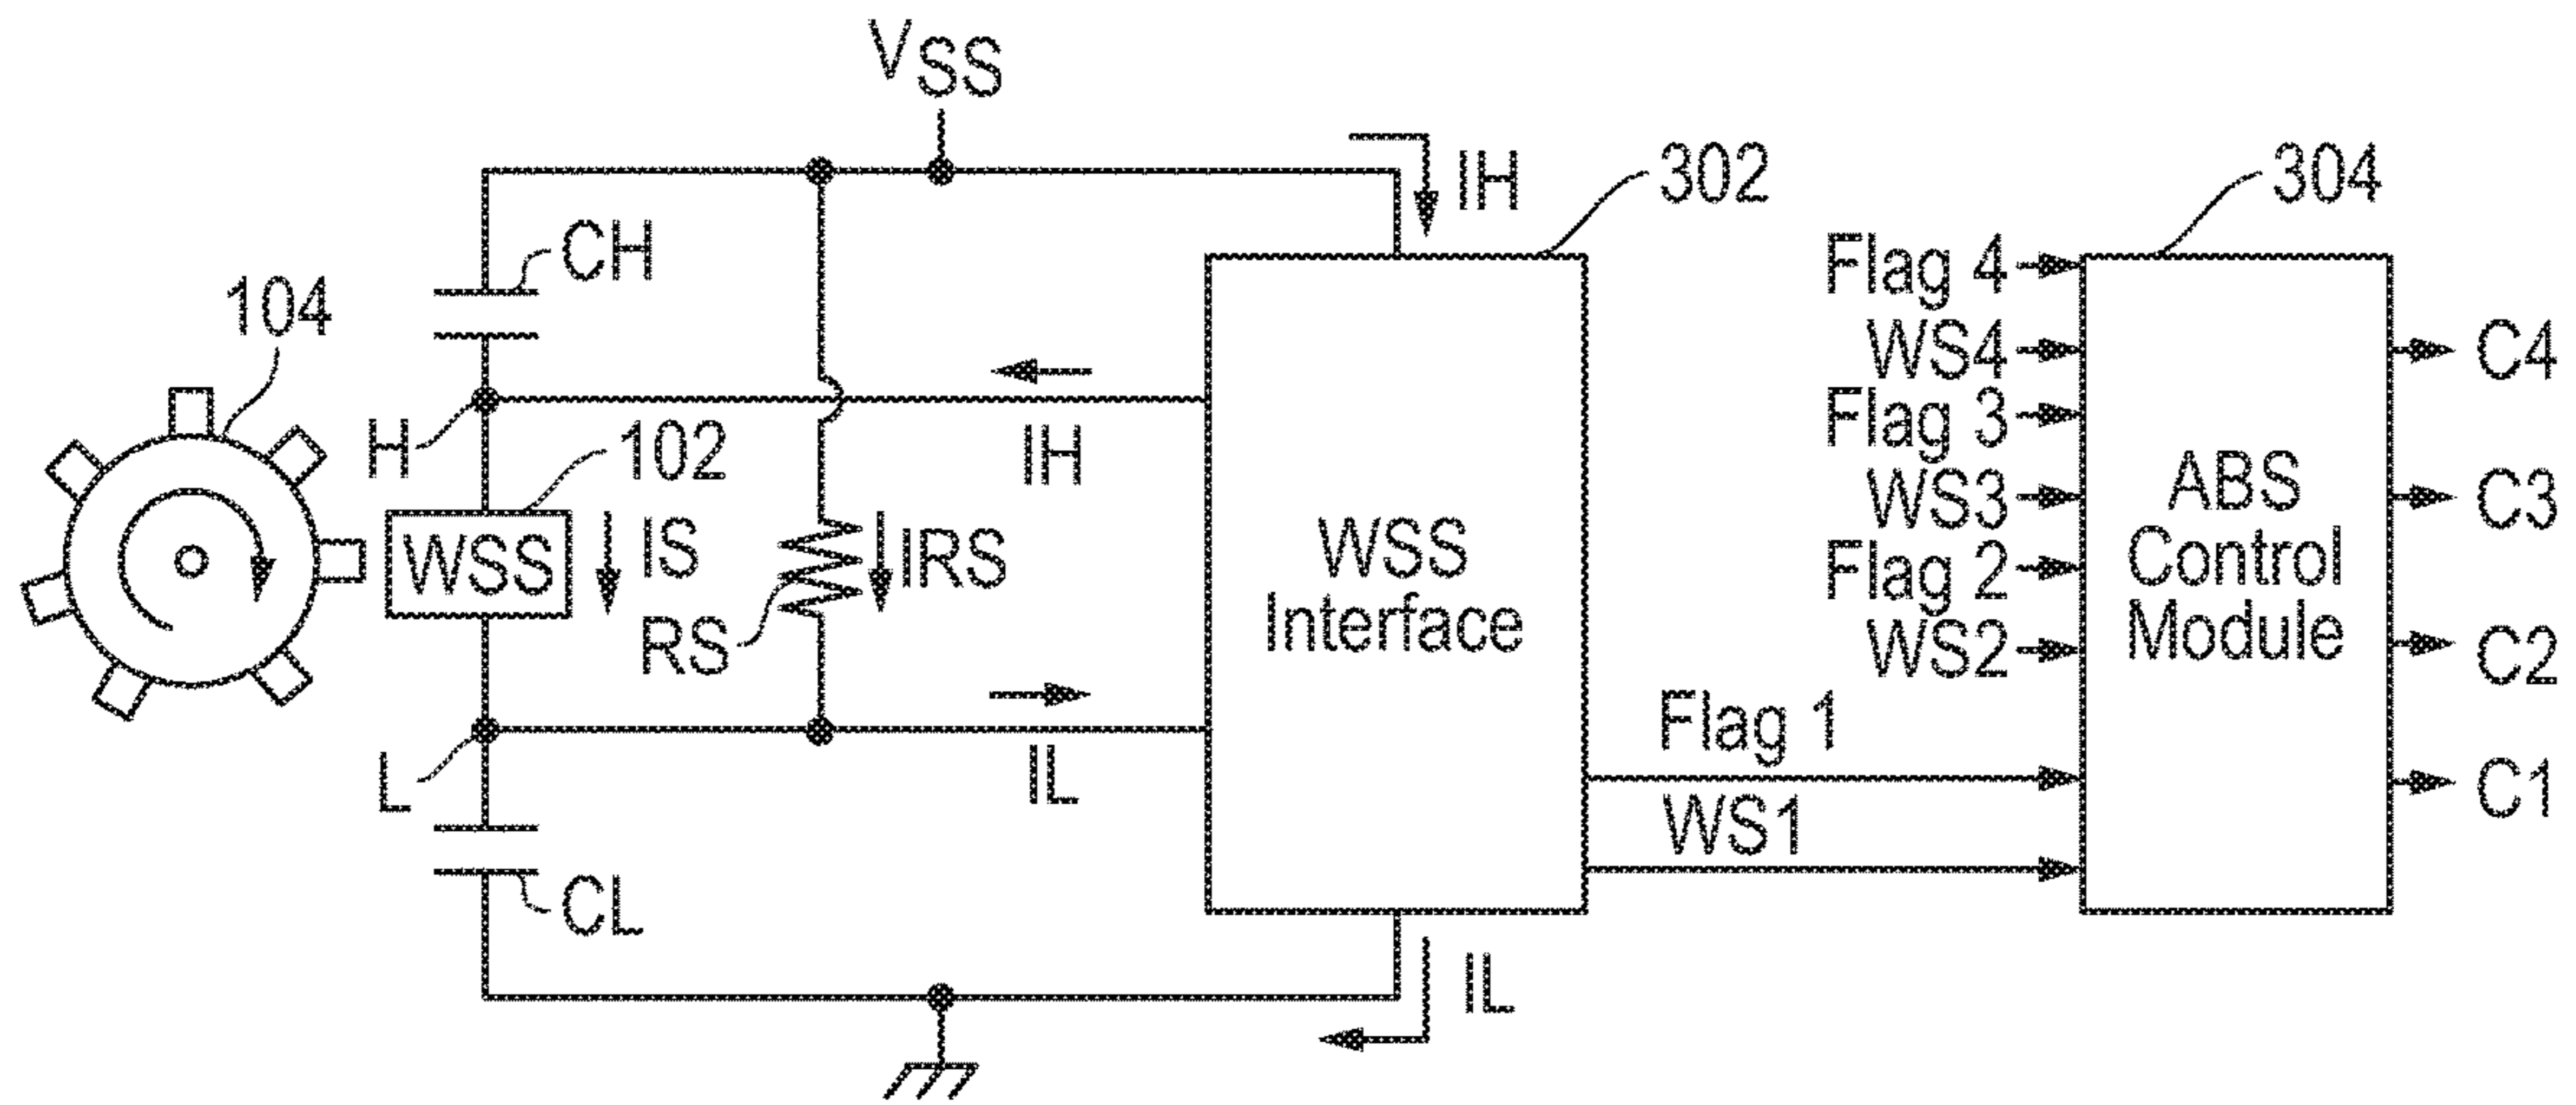 VSS
IH
302
304
CH
Flag 4
104
WS4
C4
Flag 3
H
102
IH
WS3
C3
ABS
Control
Module
WSS
IS
IRS
WSS
Interface
Flag 2
RS
WS2
C2
Flag 1
L
IL
WS1
C1
CL
IL